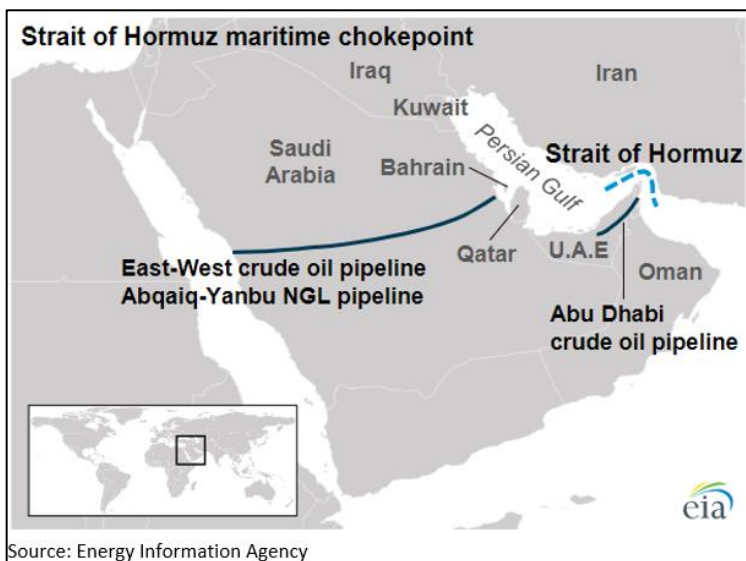 Strait of Hormuz maritime chokepoint
Iraq
Iran
Kuwait
Saudi
Arabia
Persian Gulf
Strait of Hormuz
Bahrain
Qatar
U.A.E
Oman
East-West crude oil pipeline
Abqaiq-Yanbu NGL pipeline
Abu Dhabi
crude oil pipeline
eia
Source: Energy Information Agency